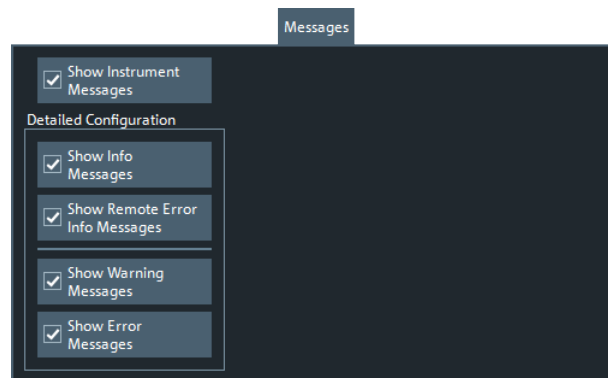 Messages
Show Instrument
Messages
Detailed Configuration
Show Info
Messages
Show Remote Error
Info Messages
Show Warning
Messages
Show Error
Messages